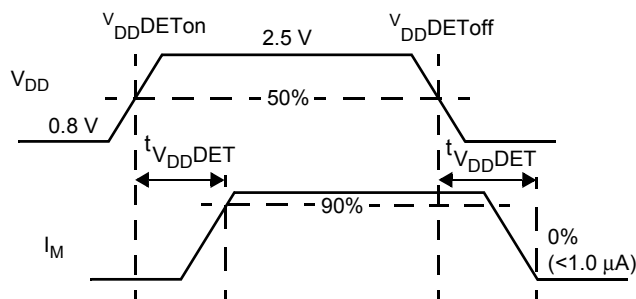 VDDDETon
2.5 V
VDDDEToff
VDD
50%
0.8 V
tVDDDET
tVDDDET
90%
IM
0%
(<1.0 μA)